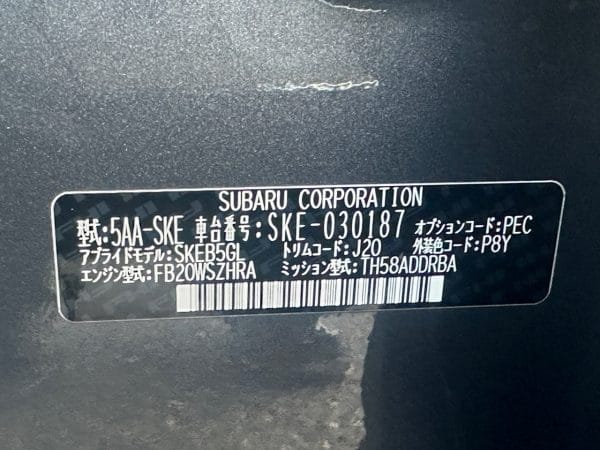 SUBARU CORPORATION
型式:5AA-SKE 車台番号:SKE-030187 オプションコード:PEC
アプライドモデル:SKEB5GL トリムコード:J20 外装色コード:P8Y
エンジン型式:FB20WSZHRA ミッション型式:TH58ADDRBA